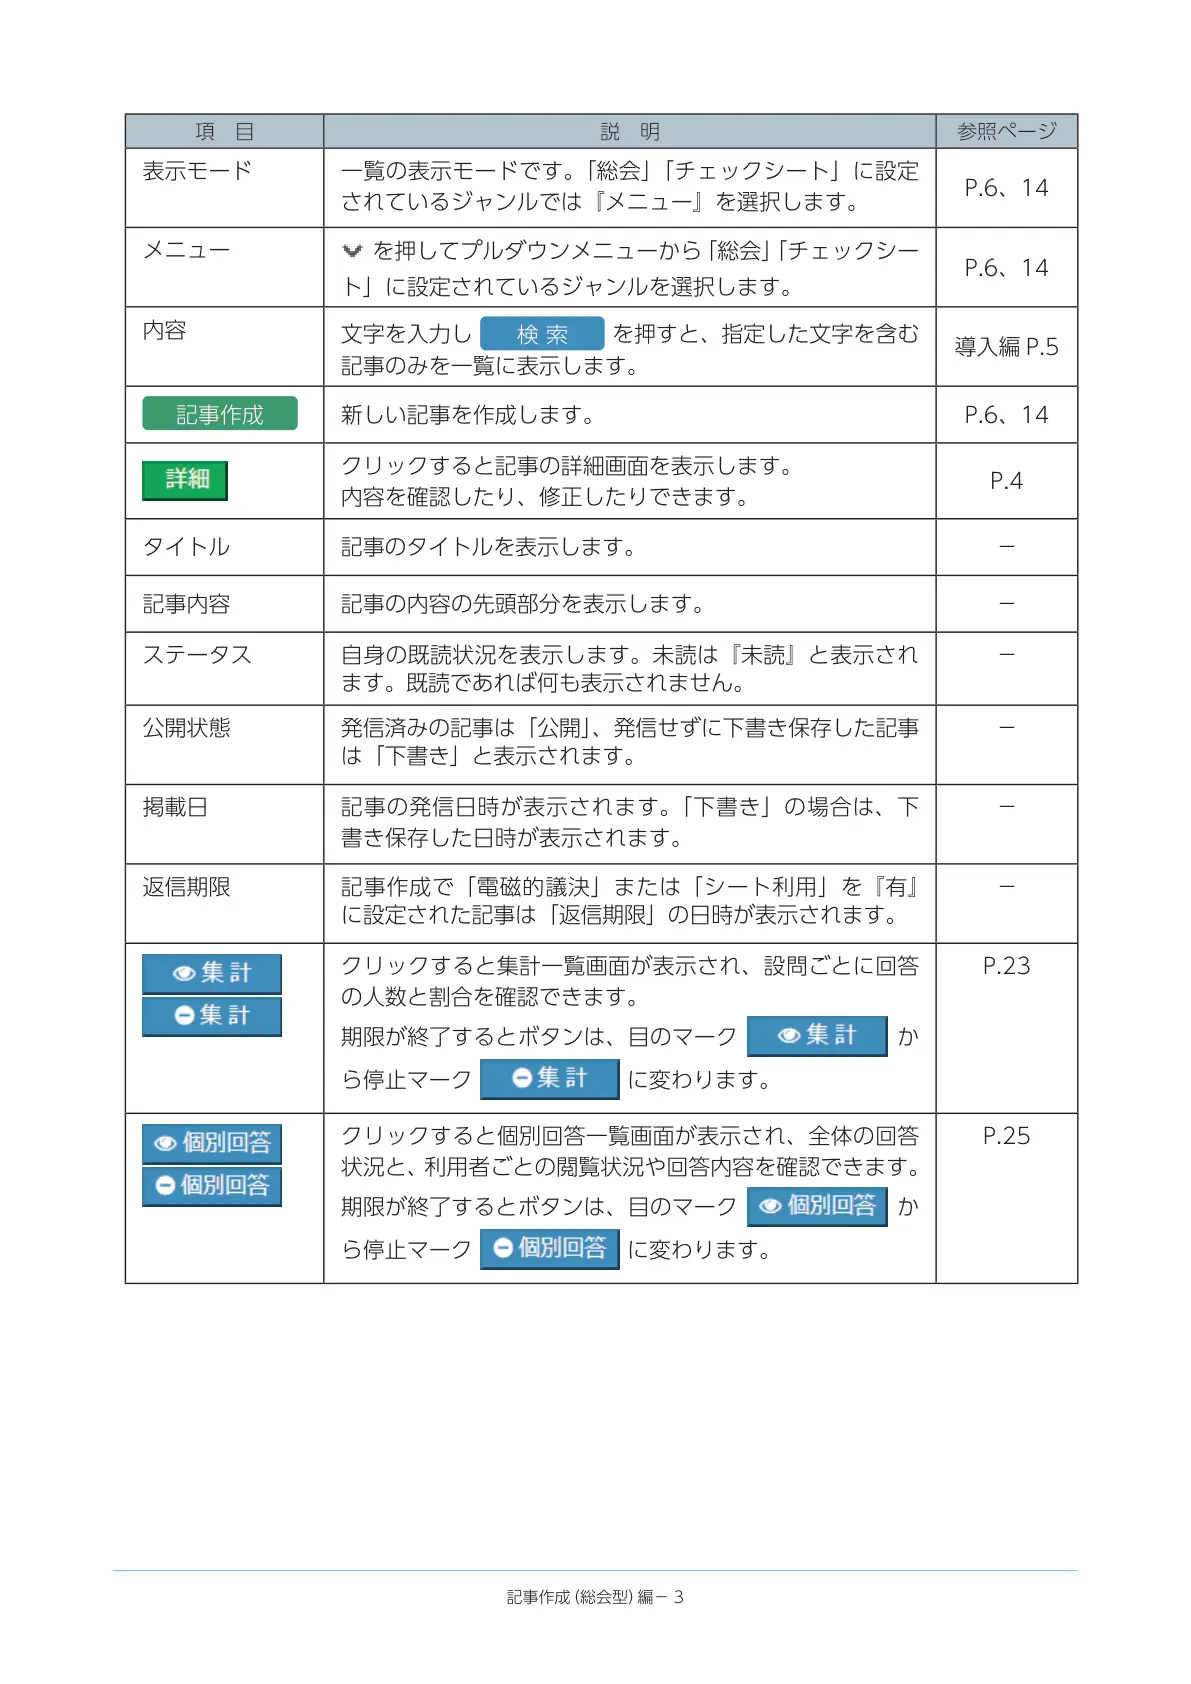 項　目
説　明
参照ページ
表示モード
一覧の表示モードです。「総会」「チェックシート」に設定
されているジャンルでは『メニュー』を選択します。
P.6、14
メニュー
を押してプルダウンメニューから「総会」「チェックシー
ト」に設定されているジャンルを選択します。
P.6、14
内容
文字を入力し 検 索 を押すと、指定した文字を含む
記事のみを一覧に表示します。
導入編 P.5
記事作成
新しい記事を作成します。
P.6、14
詳細
クリックすると記事の詳細画面を表示します。
内容を確認したり、修正したりできます。
P.4
タイトル
記事のタイトルを表示します。
－
記事内容
記事の内容の先頭部分を表示します。
－
ステータス
自身の既読状況を表示します。未読は『未読』と表示され
ます。既読であれば何も表示されません。
－
公開状態
発信済みの記事は「公開」、発信せずに下書き保存した記事
は「下書き」と表示されます。
－
掲載日
記事の発信日時が表示されます。「下書き」の場合は、下
書き保存した日時が表示されます。
－
返信期限
記事作成で「電磁的議決」または「シート利用」を『有』
に設定された記事は「返信期限」の日時が表示されます。
－
集 計
集 計
クリックすると集計一覧画面が表示され、設問ごとに回答
の人数と割合を確認できます。
期限が終了するとボタンは、目のマーク 集 計 か
ら停止マーク 集 計 に変わります。
P.23
個別回答
個別回答
クリックすると個別回答一覧画面が表示され、全体の回答
状況と、利用者ごとの閲覧状況や回答内容を確認できます。
期限が終了するとボタンは、目のマーク 個別回答 か
ら停止マーク 個別回答 に変わります。
P.25
記事作成（総会型）編－ 3